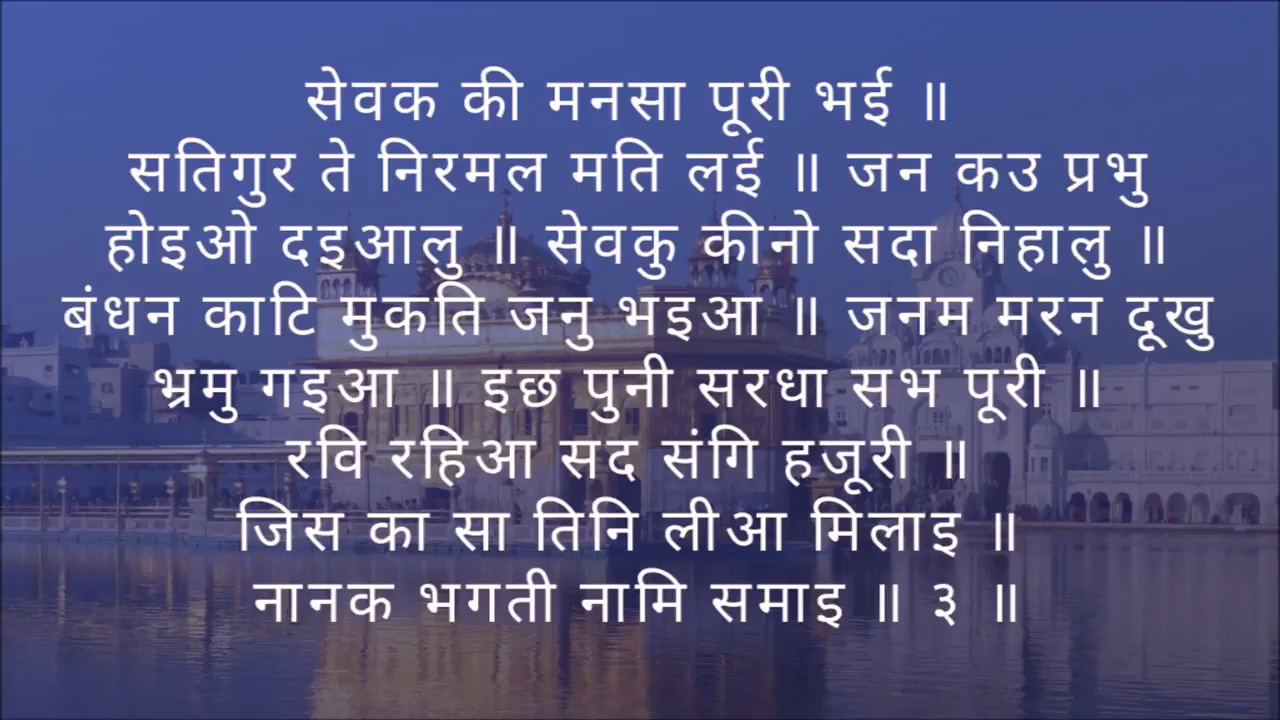 सेवक की मनसा पूरी भई ॥
सतिगुर ते निरमल मति लई ॥ जन कउ प्रभु
होइओ दइआलु ॥ सेवकु कीनो सदा निहालु ॥
बंधन काटि मुकति जनु भइआ ॥ जनम मरन दूखु
भ्रमु गइआ ॥ इछ पुनी सरधा सभ पूरी ॥
रवि रहिआ सद संगि हजूरी ॥
जिस का सा तिनि लीआ मिलाइ ॥
नानक भगती नामि समाइ ॥ ३ ॥